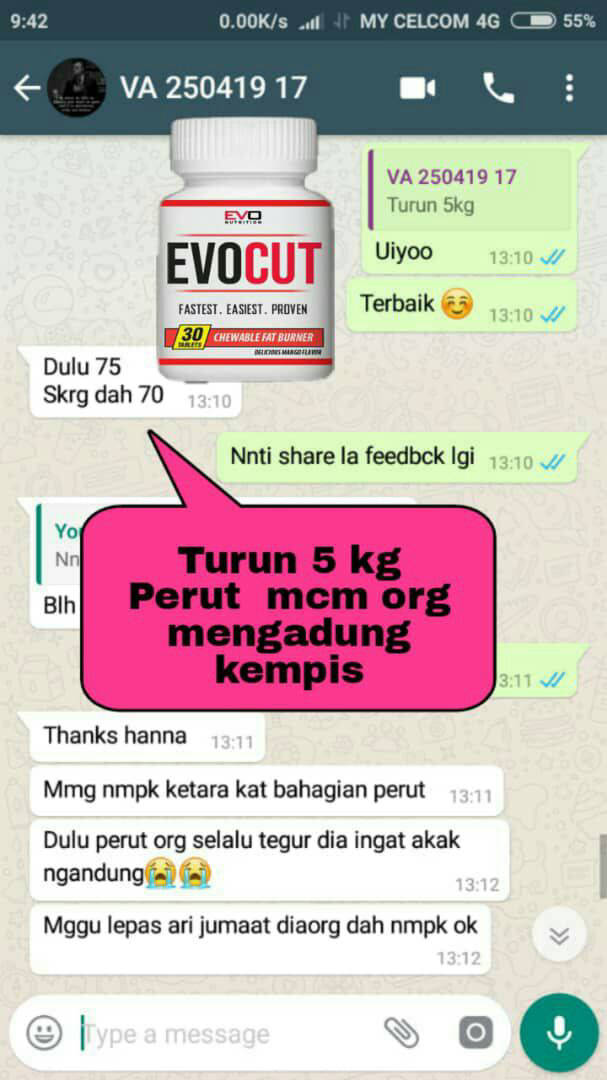 9:42
0.00K/s
MY CELCOM 4G
55%
VA 250419 17
VA 250419 17
Turun 5kg
Uiyoo 13:10
Terbaik 😊 13:10
EVO
NUTRITION
EVOCUT
FASTEST. EASIEST. PROVEN
30
TABLETS
CHEWABLE FAT BURNER
DELICIOUS MANGO FLAVOR
Dulu 75
Skrg dah 70 13:10
Nnti share la feedbck lgi 13:10
Nn
Blh
Turun 5 kg
Perut mcm org
mengadung
kempis
3:11
Thanks hanna 13:11
Mmg nmpk ketara kat bahagian perut 13:11
Dulu perut org selalu tegur dia ingat akak
ngandung😭😭 13:12
Mggu lepas ari jumaat diaorg dah nmpk ok
13:12
Type a message